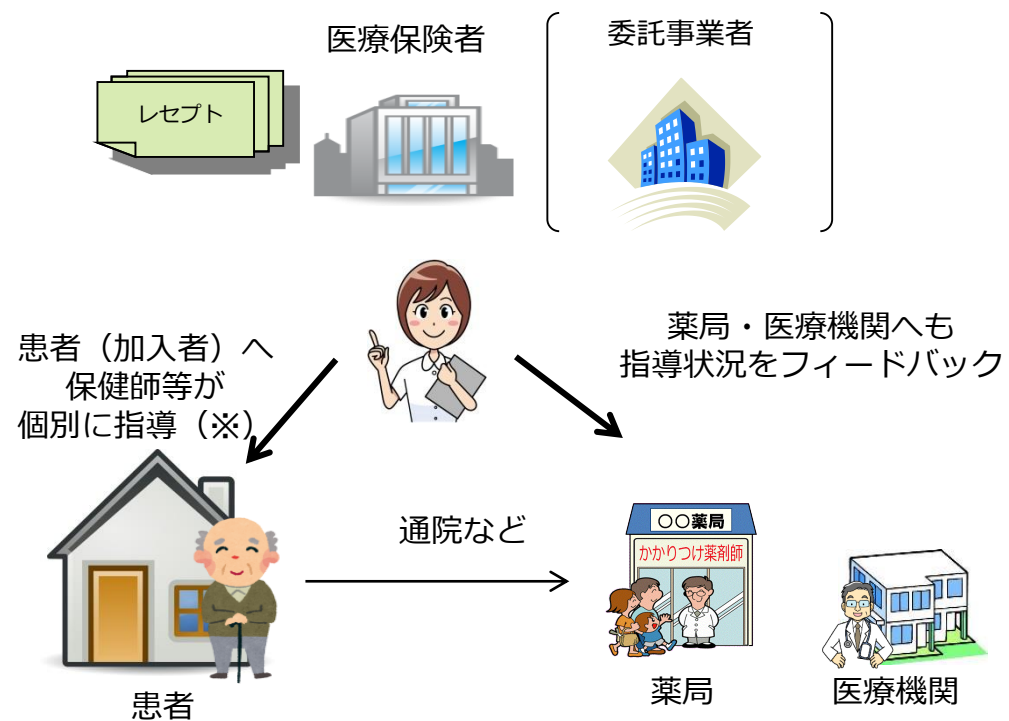 医療保険者
委託事業者
レセプト
患者（加入者）へ
保健師等が
個別に指導（※）
薬局・医療機関へも
指導状況をフィードバック
通院など
○○薬局
かかりつけ薬剤師
患者
薬局
医療機関